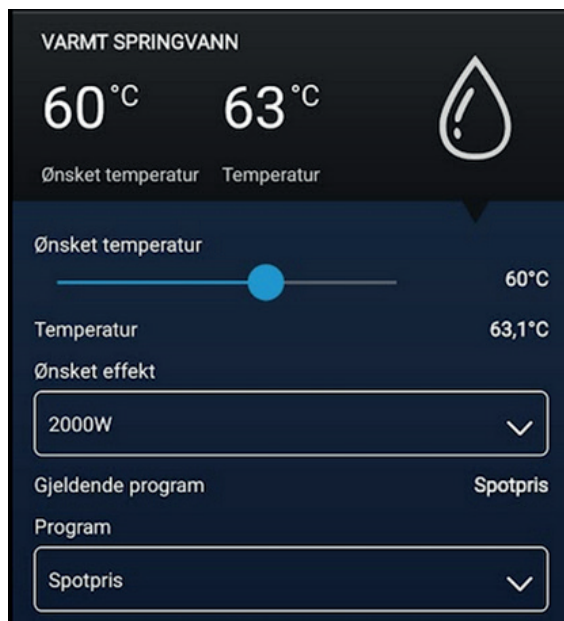 VARMT SPRINGVANN
60°C 63°C
Ønsket temperatur Temperatur
Ønsket temperatur
60°C
Temperatur 63,1°C
Ønsket effekt
2000W
Gjeldende program Spotpris
Program
Spotpris